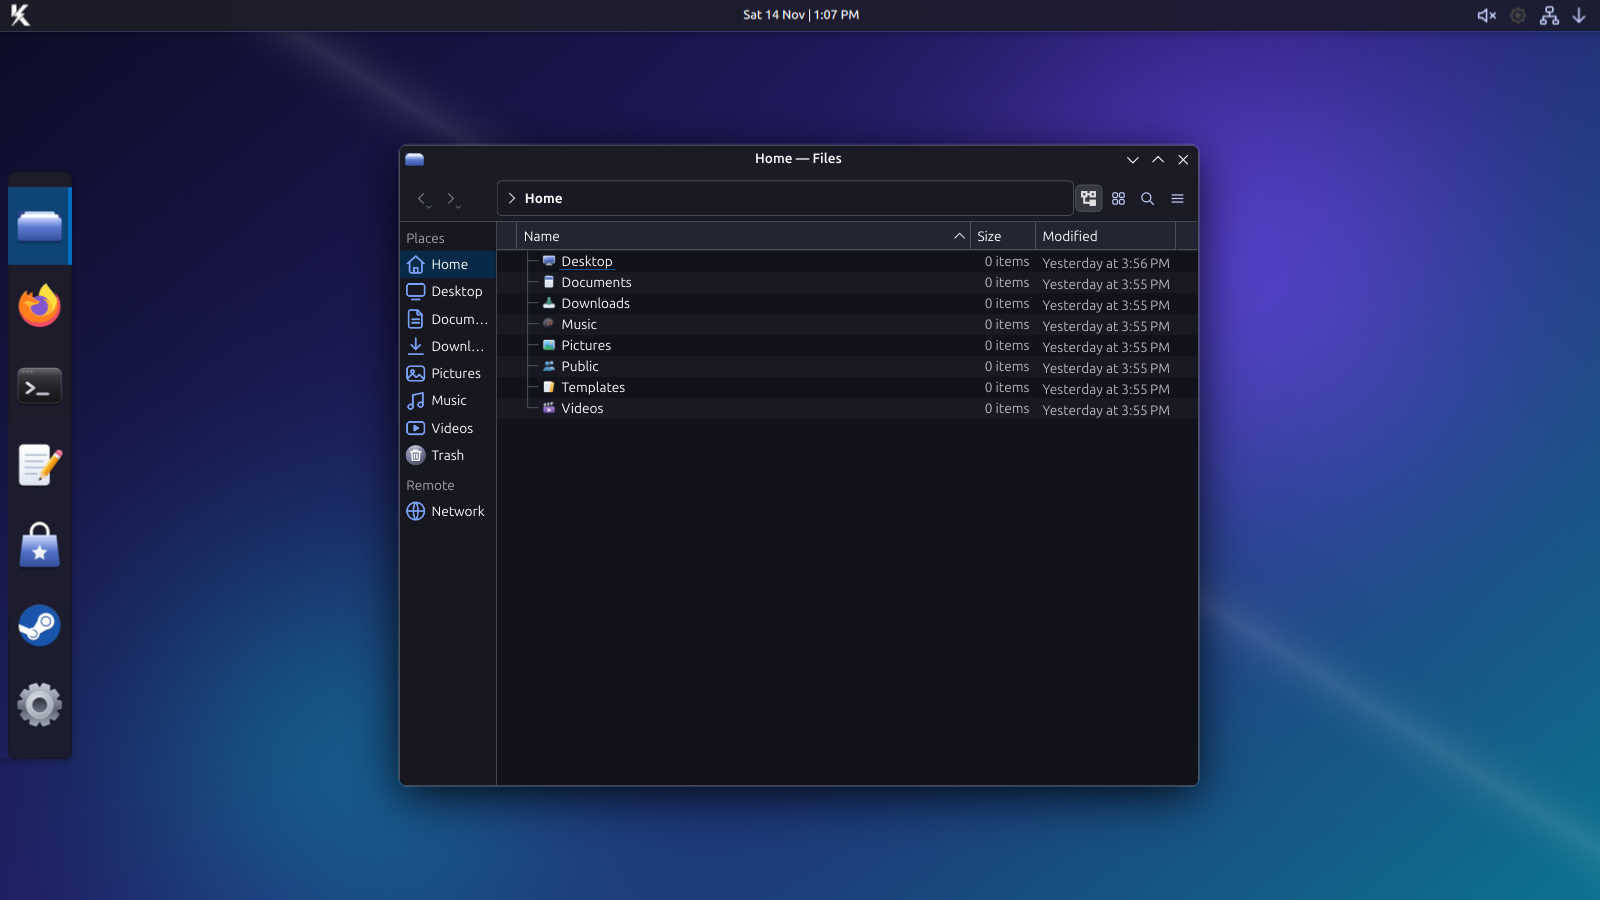 Sat 14 Nov | 1:07 PM
Home — Files
Home
Places
Home
Desktop
Docum...
Downl...
Pictures
Music
Videos
Trash
Remote
Network
Name Size Modified
Desktop 0 items Yesterday at 3:56 PM
Documents 0 items Yesterday at 3:55 PM
Downloads 0 items Yesterday at 3:55 PM
Music 0 items Yesterday at 3:55 PM
Pictures 0 items Yesterday at 3:55 PM
Public 0 items Yesterday at 3:55 PM
Templates 0 items Yesterday at 3:55 PM
Videos 0 items Yesterday at 3:55 PM